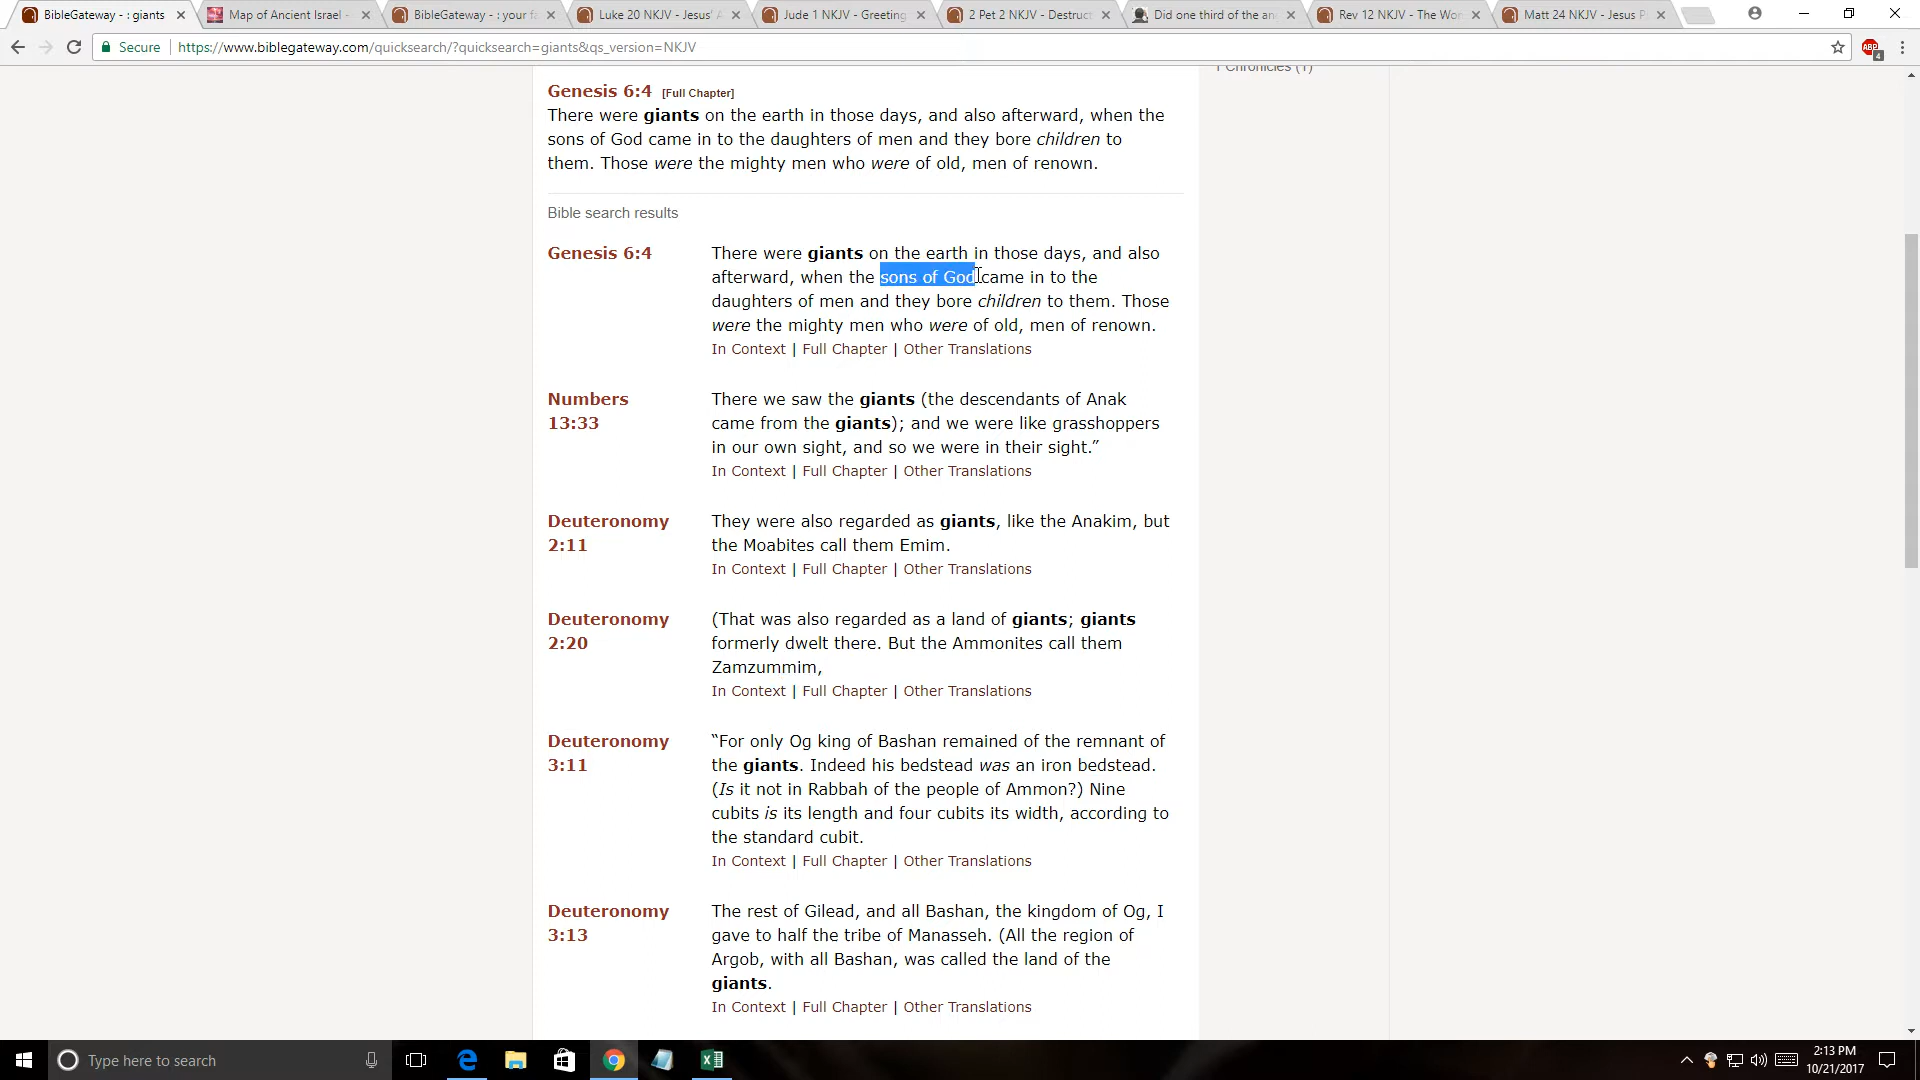 BibleGateway - : giants
Map of Ancient Israel -
BibleGateway - : your fa
Luke 20 NKJV - Jesus' A
Jude 1 NKJV - Greeting
2 Pet 2 NKJV - Destruct
Did one third of the an
Rev 12 NKJV - The Wom
Matt 24 NKJV - Jesus P
Secure
https://www.biblegateway.com/quicksearch/?quicksearch=giants&qs_version=NKJV
ABP
4
1 Chronicles (1)
Genesis 6:4 [Full Chapter]
There were giants on the earth in those days, and also afterward, when the
sons of God came in to the daughters of men and they bore children to
them. Those were the mighty men who were of old, men of renown.
Bible search results
Genesis 6:4
There were giants on the earth in those days, and also
afterward, when the sons of God came in to the
daughters of men and they bore children to them. Those
were the mighty men who were of old, men of renown.
In Context | Full Chapter | Other Translations
Numbers
13:33
There we saw the giants (the descendants of Anak
came from the giants); and we were like grasshoppers
in our own sight, and so we were in their sight.”
In Context | Full Chapter | Other Translations
Deuteronomy
2:11
They were also regarded as giants, like the Anakim, but
the Moabites call them Emim.
In Context | Full Chapter | Other Translations
Deuteronomy
2:20
(That was also regarded as a land of giants; giants
formerly dwelt there. But the Ammonites call them
Zamzummim,
In Context | Full Chapter | Other Translations
Deuteronomy
3:11
“For only Og king of Bashan remained of the remnant of
the giants. Indeed his bedstead was an iron bedstead.
(Is it not in Rabbah of the people of Ammon?) Nine
cubits is its length and four cubits its width, according to
the standard cubit.
In Context | Full Chapter | Other Translations
Deuteronomy
3:13
The rest of Gilead, and all Bashan, the kingdom of Og, I
gave to half the tribe of Manasseh. (All the region of
Argob, with all Bashan, was called the land of the
giants.
In Context | Full Chapter | Other Translations
Type here to search
2:13 PM
10/21/2017